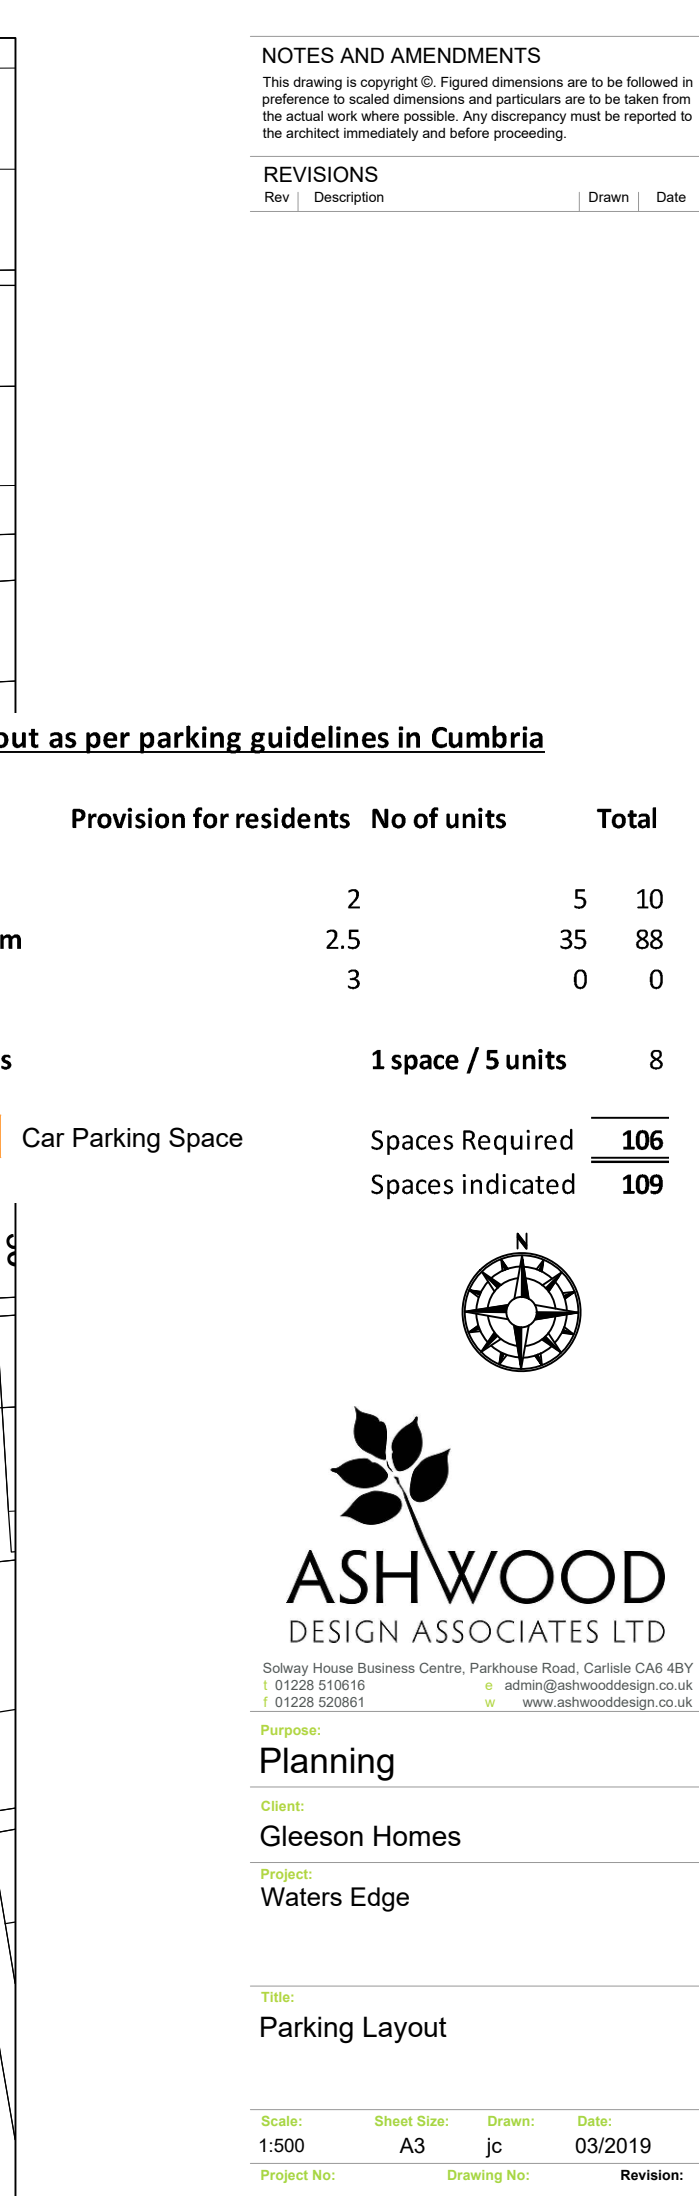 NOTES AND AMENDMENTS
This drawing is copyright ©. Figured dimensions are to be followed in
preference to scaled dimensions and particulars are to be taken from
the actual work where possible. Any discrepancy must be reported to
the architect immediately and before proceeding.
REVISIONS
Rev Description Drawn Date
out as per parking guidelines in Cumbria
Provision for residents No of units Total
2 5 10
m 2.5 35 88
3 0 0
s 1 space / 5 units 8
Car Parking Space Spaces Required 106
Spaces indicated 109
N
ASHWOOD
DESIGN ASSOCIATES LTD
Solway House Business Centre, Parkhouse Road, Carlisle CA6 4BY
t 01228 510616 e admin@ashwooddesign.co.uk
f 01228 520861 w www.ashwooddesign.co.uk
Purpose:
Planning
Client:
Gleeson Homes
Project:
Waters Edge
Title:
Parking Layout
Scale: Sheet Size: Drawn: Date:
1:500 A3 jc 03/2019
Project No: Drawing No: Revision: